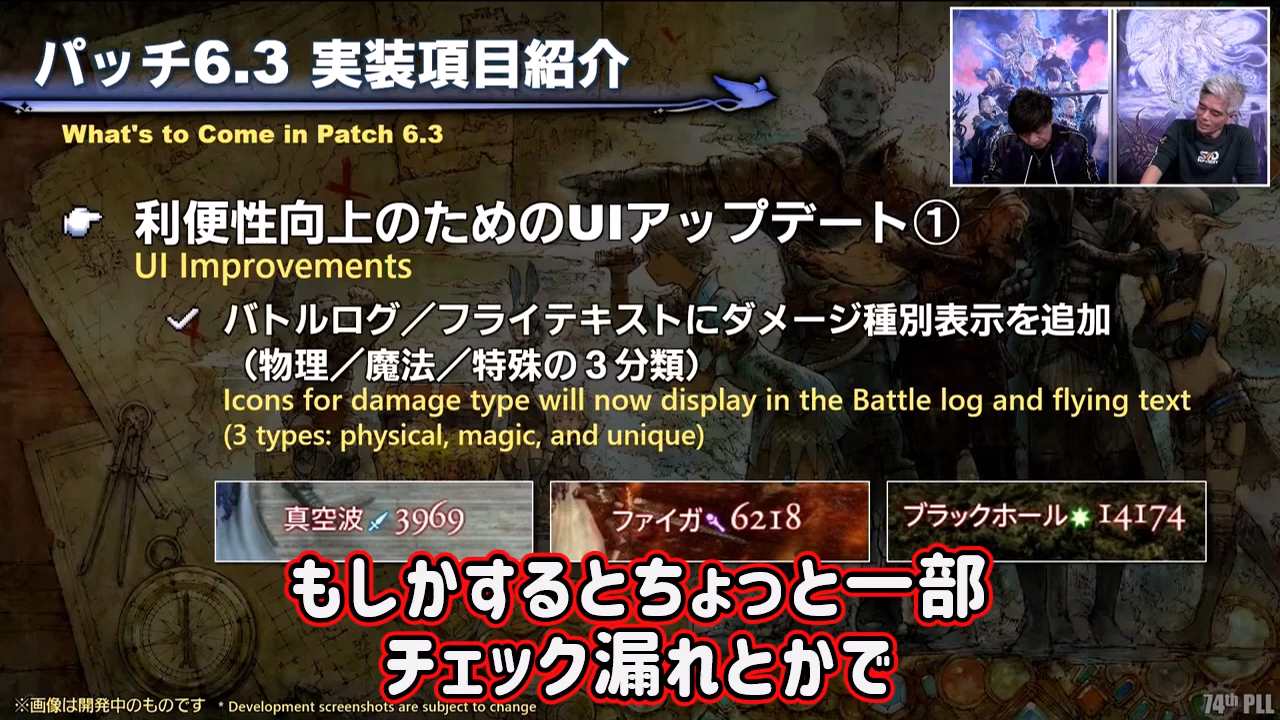 パッチ6.3 実装項目紹介
What's to Come in Patch 6.3
利便性向上のためのUIアップデート①
UI Improvements
バトルログ／フライテキストにダメージ種別表示を追加
（物理／魔法／特殊の３分類）
Icons for damage type will now display in the Battle log and flying text
(3 types: physical, magic, and unique)
真空波 3969
ファイガ 6218
ブラックホール 14174
もしかするとちょっと一部
チェック漏れとかで
※画像は開発中のものです * Development screenshots are subject to change
74th PLL